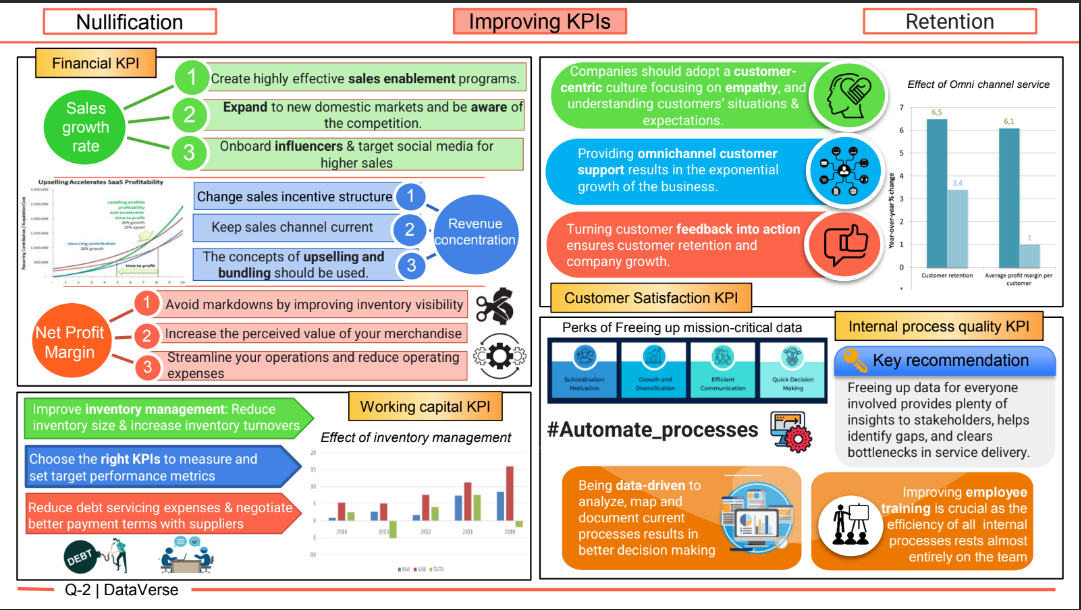 Nullification
Improving KPIs
Retention
Financial KPI
Sales
growth
rate
1
Create highly effective sales enablement programs.
2
Expand to new domestic markets and be aware of
the competition.
3
Onboard influencers & target social media for
higher sales
Upselling Accelerates SaaS Profitability
upselling enables
profitability
and accelerates
time to profit
recurring contribution
time to profit
Change sales incentive structure
1
Keep sales channel current
2
The concepts of upselling and
bundling should be used.
3
Revenue
concentration
Net Profit
Margin
1
Avoid markdowns by improving inventory visibility
2
Increase the perceived value of your merchandise
3
Streamline your operations and reduce operating
expenses
Working capital KPI
Improve inventory management: Reduce
inventory size & increase inventory turnovers
Choose the right KPIs to measure and
set target performance metrics
Reduce debt servicing expenses & negotiate
better payment terms with suppliers
DEBT
Effect of inventory management
20
15
10
5
0
-5
-10
Companies should adopt a customer-
centric culture focusing on empathy, and
understanding customers' situations &
expectations.
Providing omnichannel customer
support results in the exponential
growth of the business.
Turning customer feedback into action
ensures customer retention and
company growth.
Effect of Omni channel service
Year-over-year % change
7
6
5
4
3
2
1
0
6,5
3,4
6,1
1
Customer retention
Average profit margin per
customer
Customer Satisfaction KPI
Perks of Freeing up mission-critical data
Subordination
Motivation
Growth and
Diversification
Efficient
Communication
Quick Decision
Making
Internal process quality KPI
Key recommendation
Freeing up data for everyone
involved provides plenty of
insights to stakeholders, helps
identify gaps, and clears
bottlenecks in service delivery.
#Automate_processes
Being data-driven to
analyze, map and
document current
processes results in
better decision making
Improving employee
training is crucial as the
efficiency of all internal
processes rests almost
entirely on the team
Q-2 | DataVerse